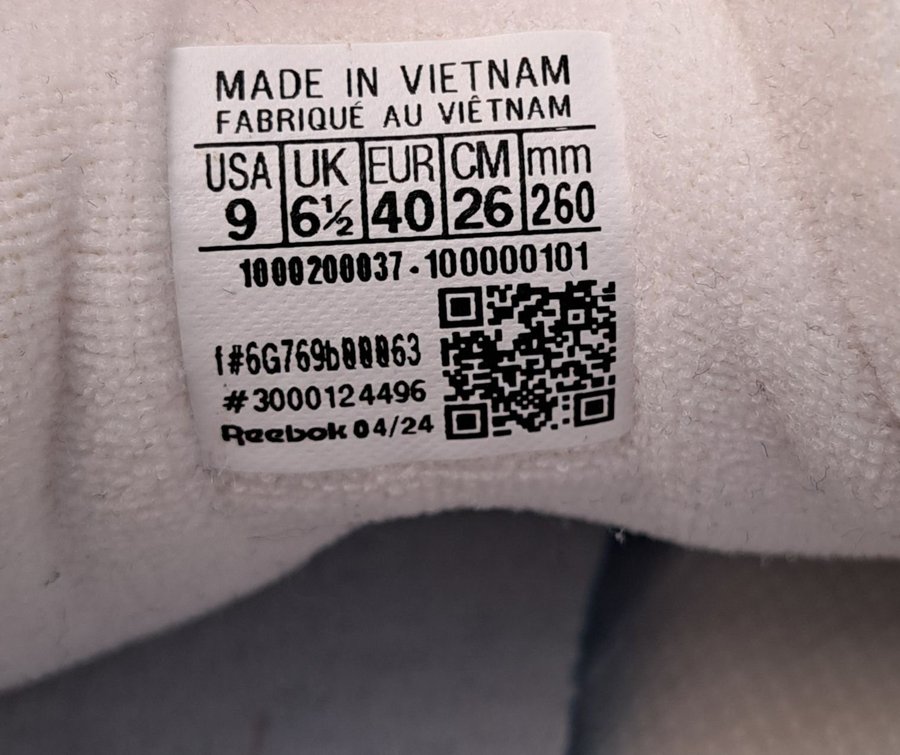 MADE IN VIETNAM
FABRIQUÉ AU VIÊTNAM
USA UK EUR CM mm
9 6½ 40 26 260
1000200037-100000101
f#6G769b00063
#3000124496
Reebok 04/24